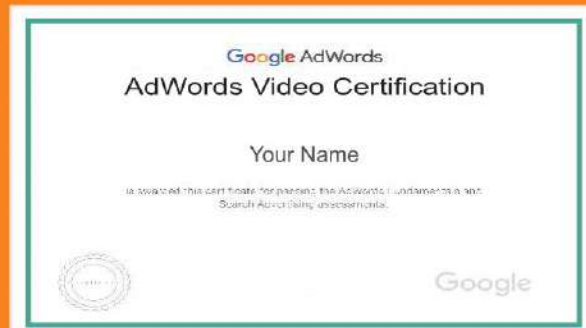 Google AdWords
AdWords Video Certification
Your Name
is awarded this certificate for passing the AdWords Fundamentals and
Search Advertising assessments.
Google